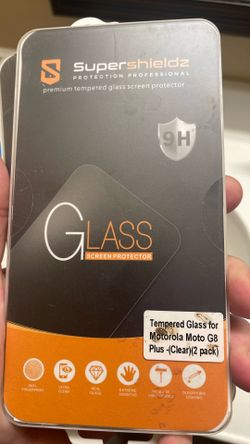 Supershieldz
PROTECTION PROFESSIONAL
premium tempered glass screen protector
9H
GLASS
SCREEN PROTECTOR
Tempered Glass for
Motorola Moto G8
Plus -(Clear)(2 pack)